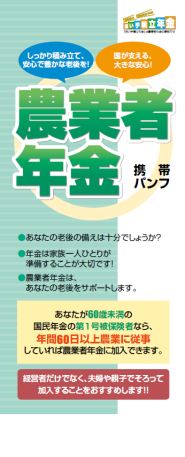 積立年金
しっかり積み立て、
安心で豊かな老後を！
国が支える、
大きな安心！
農業者
年金
携帯
パンフ
●あなたの老後の備えは十分でしょうか？
●年金は家族一人ひとりが
準備することが大切です！
●農業者年金は、
あなたの老後をサポートします。
あなたが60歳未満の
国民年金の第１号被保険者なら、
年間60日以上農業に従事
していれば農業者年金に加入できます。
経営者だけでなく、夫婦や親子でそろって
加入することをおすすめします!!